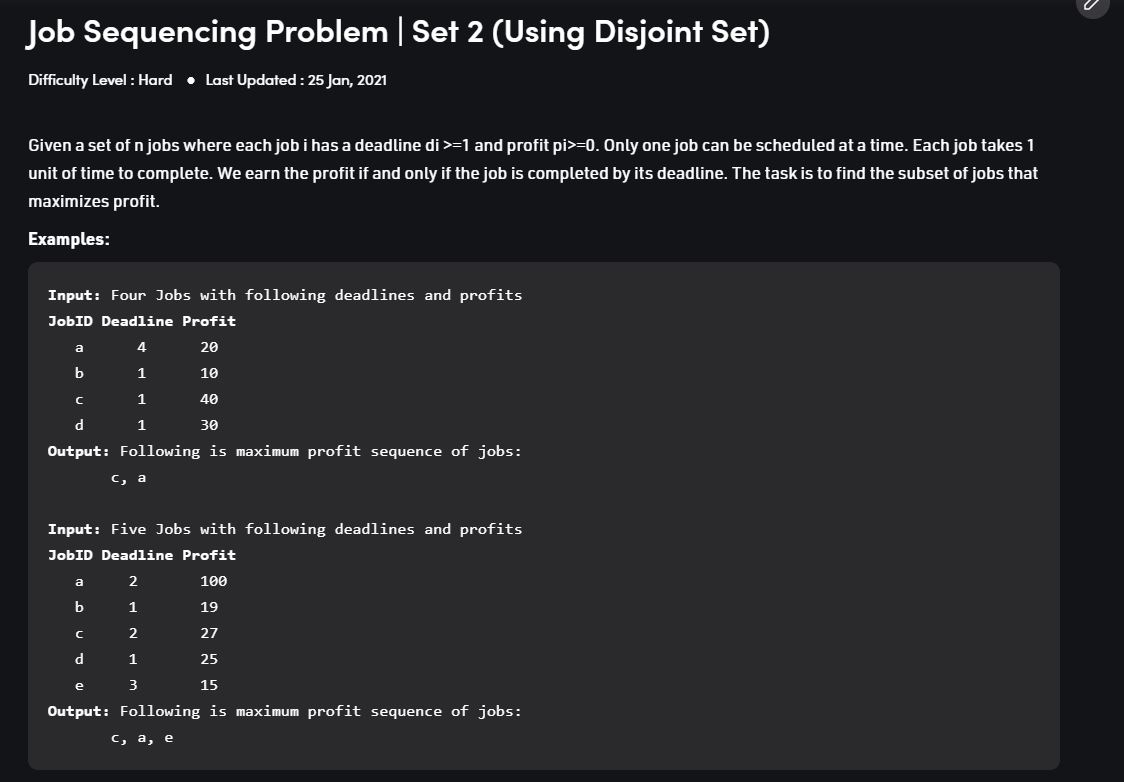 Job Sequencing Problem | Set 2 (Using Disjoint Set)
Difficulty Level : Hard ● Last Updated : 25 Jan, 2021
Given a set of n jobs where each job i has a deadline di >=1 and profit pi>=0. Only one job can be scheduled at a time. Each job takes 1
unit of time to complete. We earn the profit if and only if the job is completed by its deadline. The task is to find the subset of jobs that
maximizes profit.
Examples:
Input: Four Jobs with following deadlines and profits
JobID Deadline Profit
a 4 20
b 1 10
c 1 40
d 1 30
Output: Following is maximum profit sequence of jobs:
c, a
Input: Five Jobs with following deadlines and profits
JobID Deadline Profit
a 2 100
b 1 19
c 2 27
d 1 25
e 3 15
Output: Following is maximum profit sequence of jobs:
c, a, e